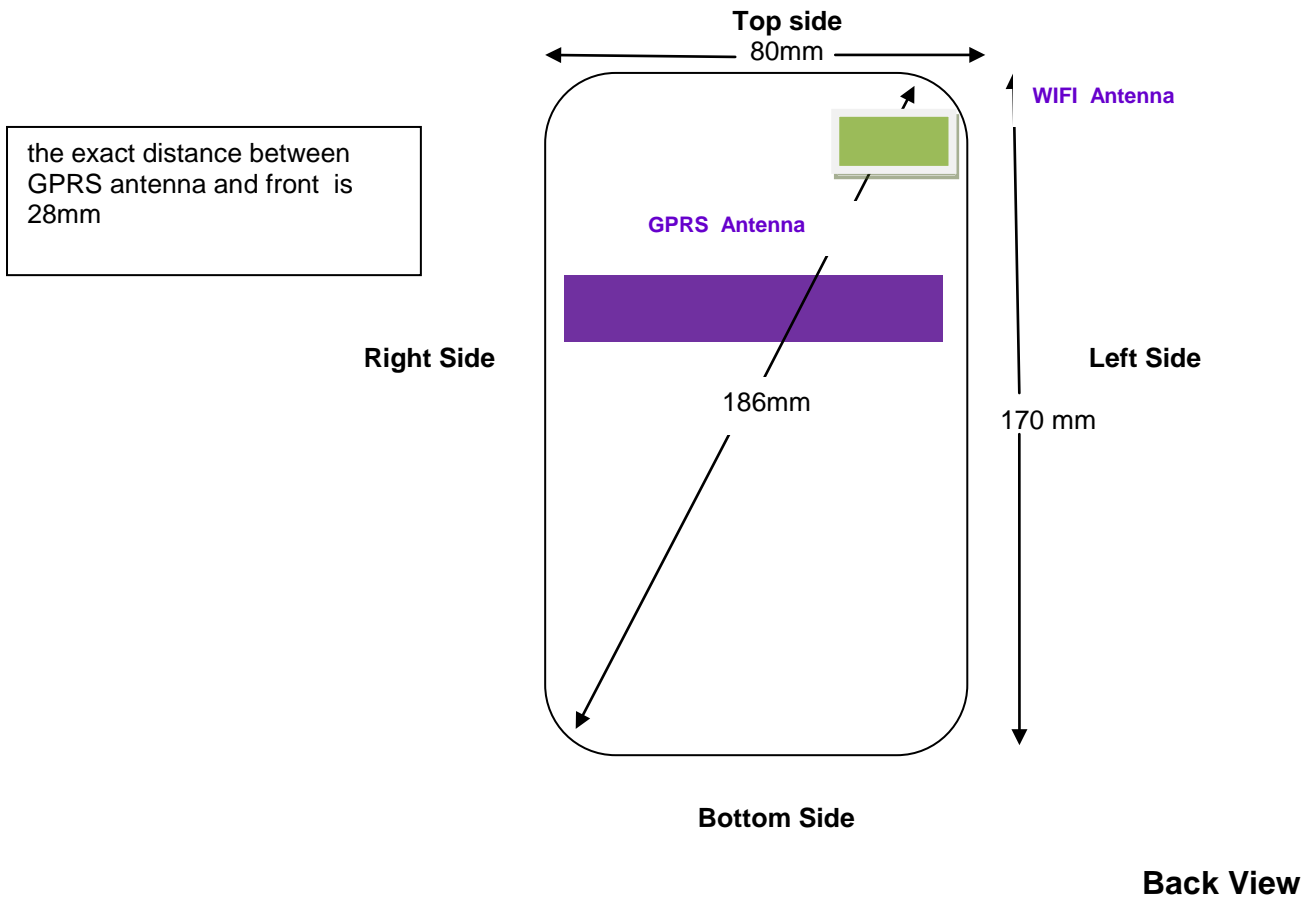 Top side
80mm
WIFI Antenna
the exact distance between
GPRS antenna and front is
28mm
GPRS Antenna
Right Side
Left Side
186mm
170 mm
Bottom Side
Back View